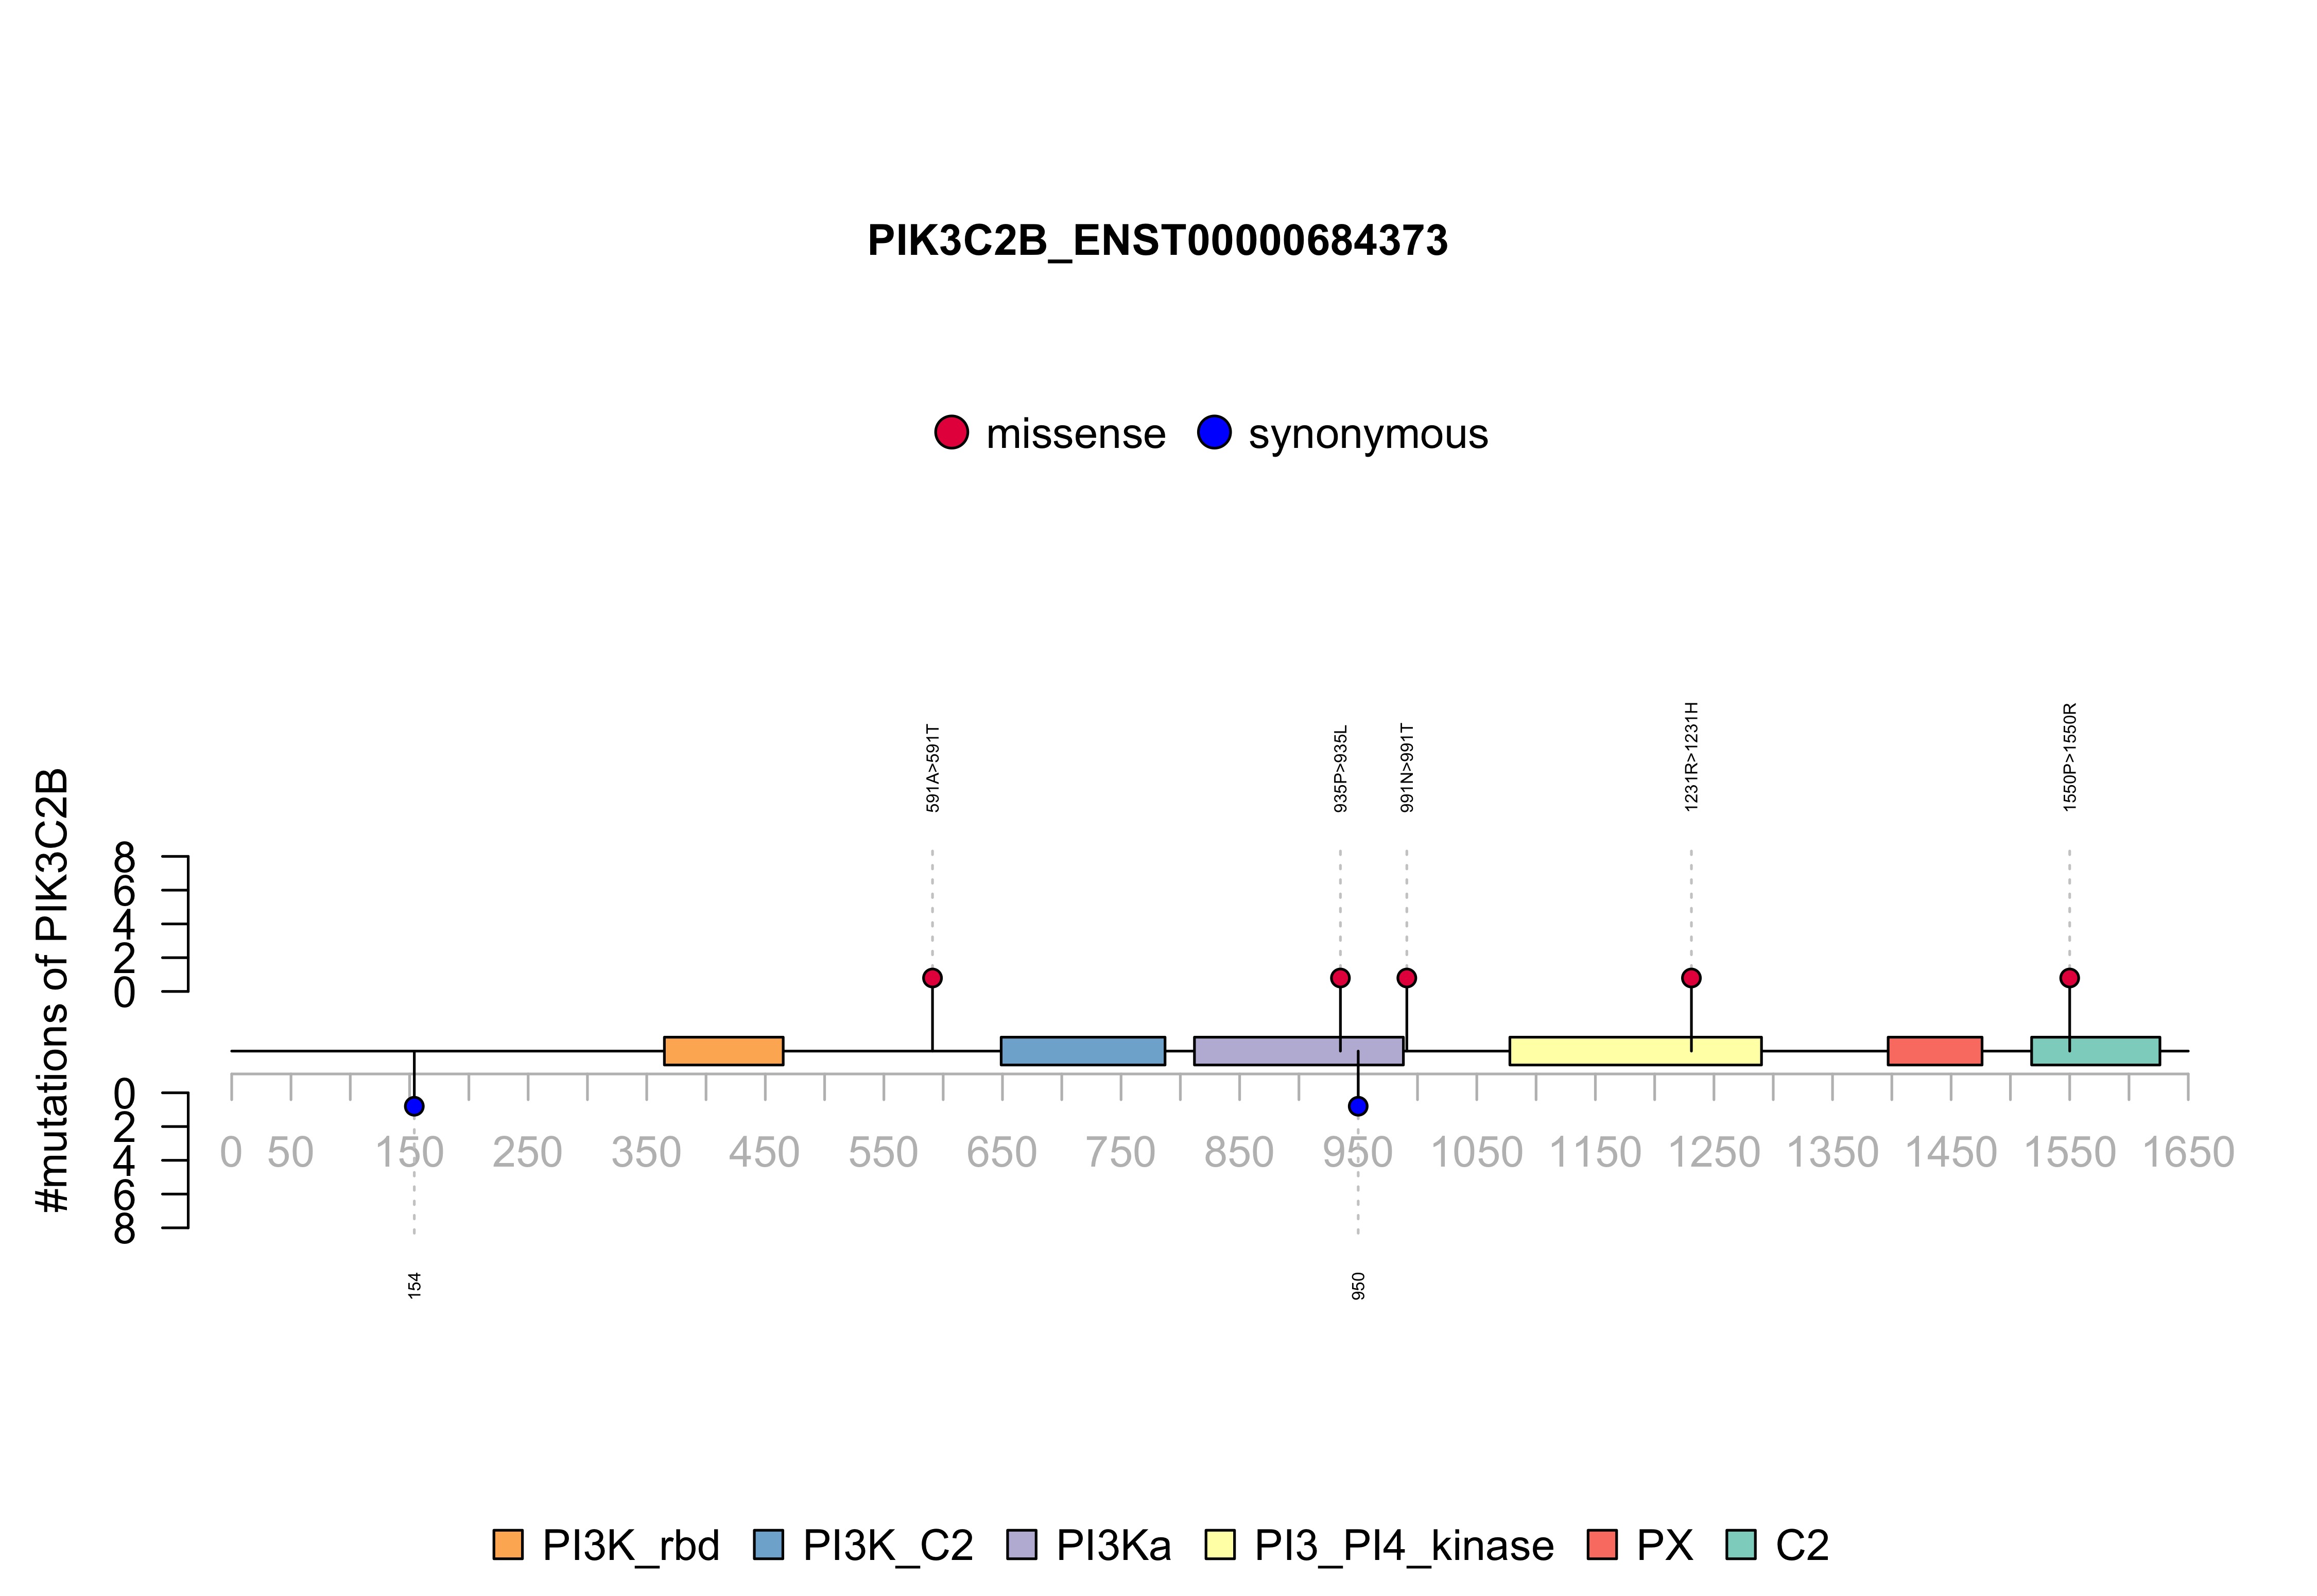 PIK3C2B_ENST00000684373
missense synonymous
591A>591T
935P>935L
991N>991T
1231R>1231H
1550P>1550R
#mutations of PIK3C2B
8
6
4
2
0
0
2
4
6
8
0 50 150 250 350 450 550 650 750 850 950 1050 1150 1250 1350 1450 1550 1650
154
950
PI3K_rbd PI3K_C2 PI3Ka PI3_PI4_kinase PX C2